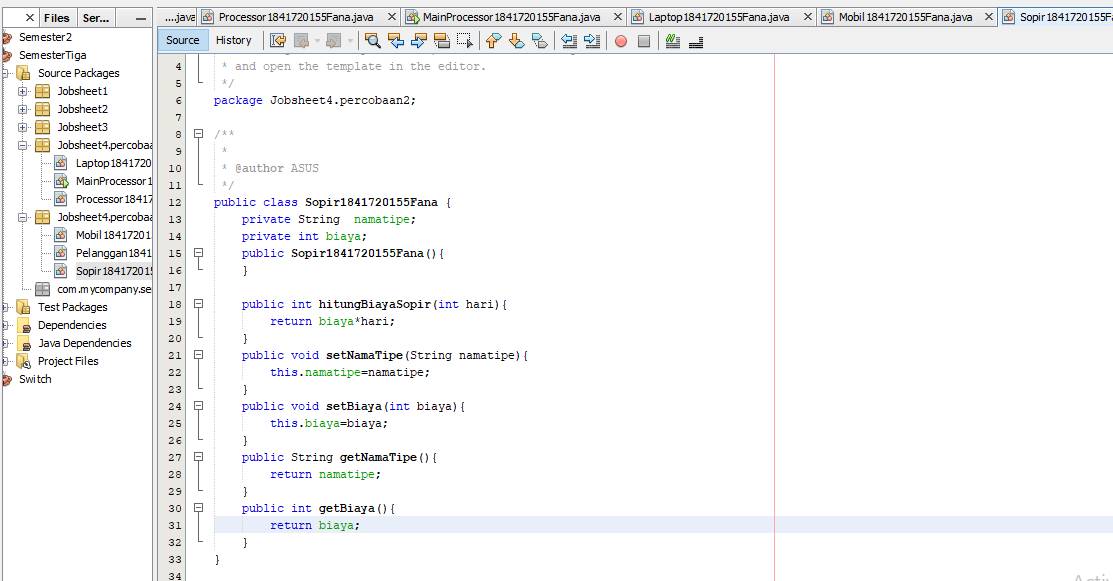 Files
Ser...
....java
Processor1841720155Fana.java
MainProcessor1841720155Fana.java
Laptop1841720155Fana.java
Mobil1841720155Fana.java
Sopir1841720155F
Semester2
SemesterTiga
Source Packages
Jobsheet1
Jobsheet2
Jobsheet3
Jobsheet4.percobaa
Laptop1841720
MainProcessor1
Processor18417
Jobsheet4.percobaa
Mobil18417201
Pelanggan1841
Sopir184172015
com.mycompany.se
Test Packages
Dependencies
Java Dependencies
Project Files
Switch
Source History
4 * and open the template in the editor.
5 */
6 package Jobsheet4.percobaan2;
7
8 /**
9 *
10 * @author ASUS
11 */
12 public class Sopir1841720155Fana {
13 private String  namatipe;
14 private int biaya;
15 public Sopir1841720155Fana(){
16 }
17
18 public int hitungBiayaSopir(int hari){
19 return biaya*hari;
20 }
21 public void setNamaTipe(String namatipe){
22 this.namatipe=namatipe;
23 }
24 public void setBiaya(int biaya){
25 this.biaya=biaya;
26 }
27 public String getNamaTipe(){
28 return namatipe;
29 }
30 public int getBiaya(){
31 return biaya;
32 }
33 }
34